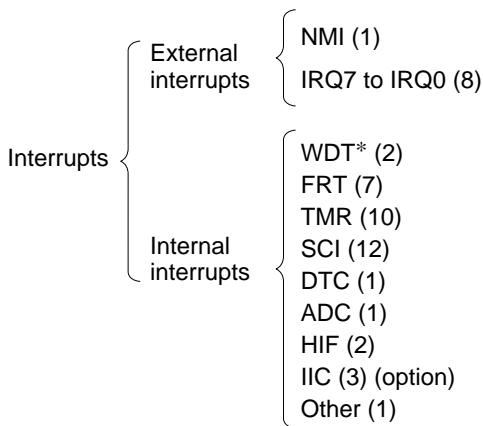 Interrupts
External
interrupts
NMI (1)
IRQ7 to IRQ0 (8)
Internal
interrupts
WDT* (2)
FRT (7)
TMR (10)
SCI (12)
DTC (1)
ADC (1)
HIF (2)
IIC (3) (option)
Other (1)